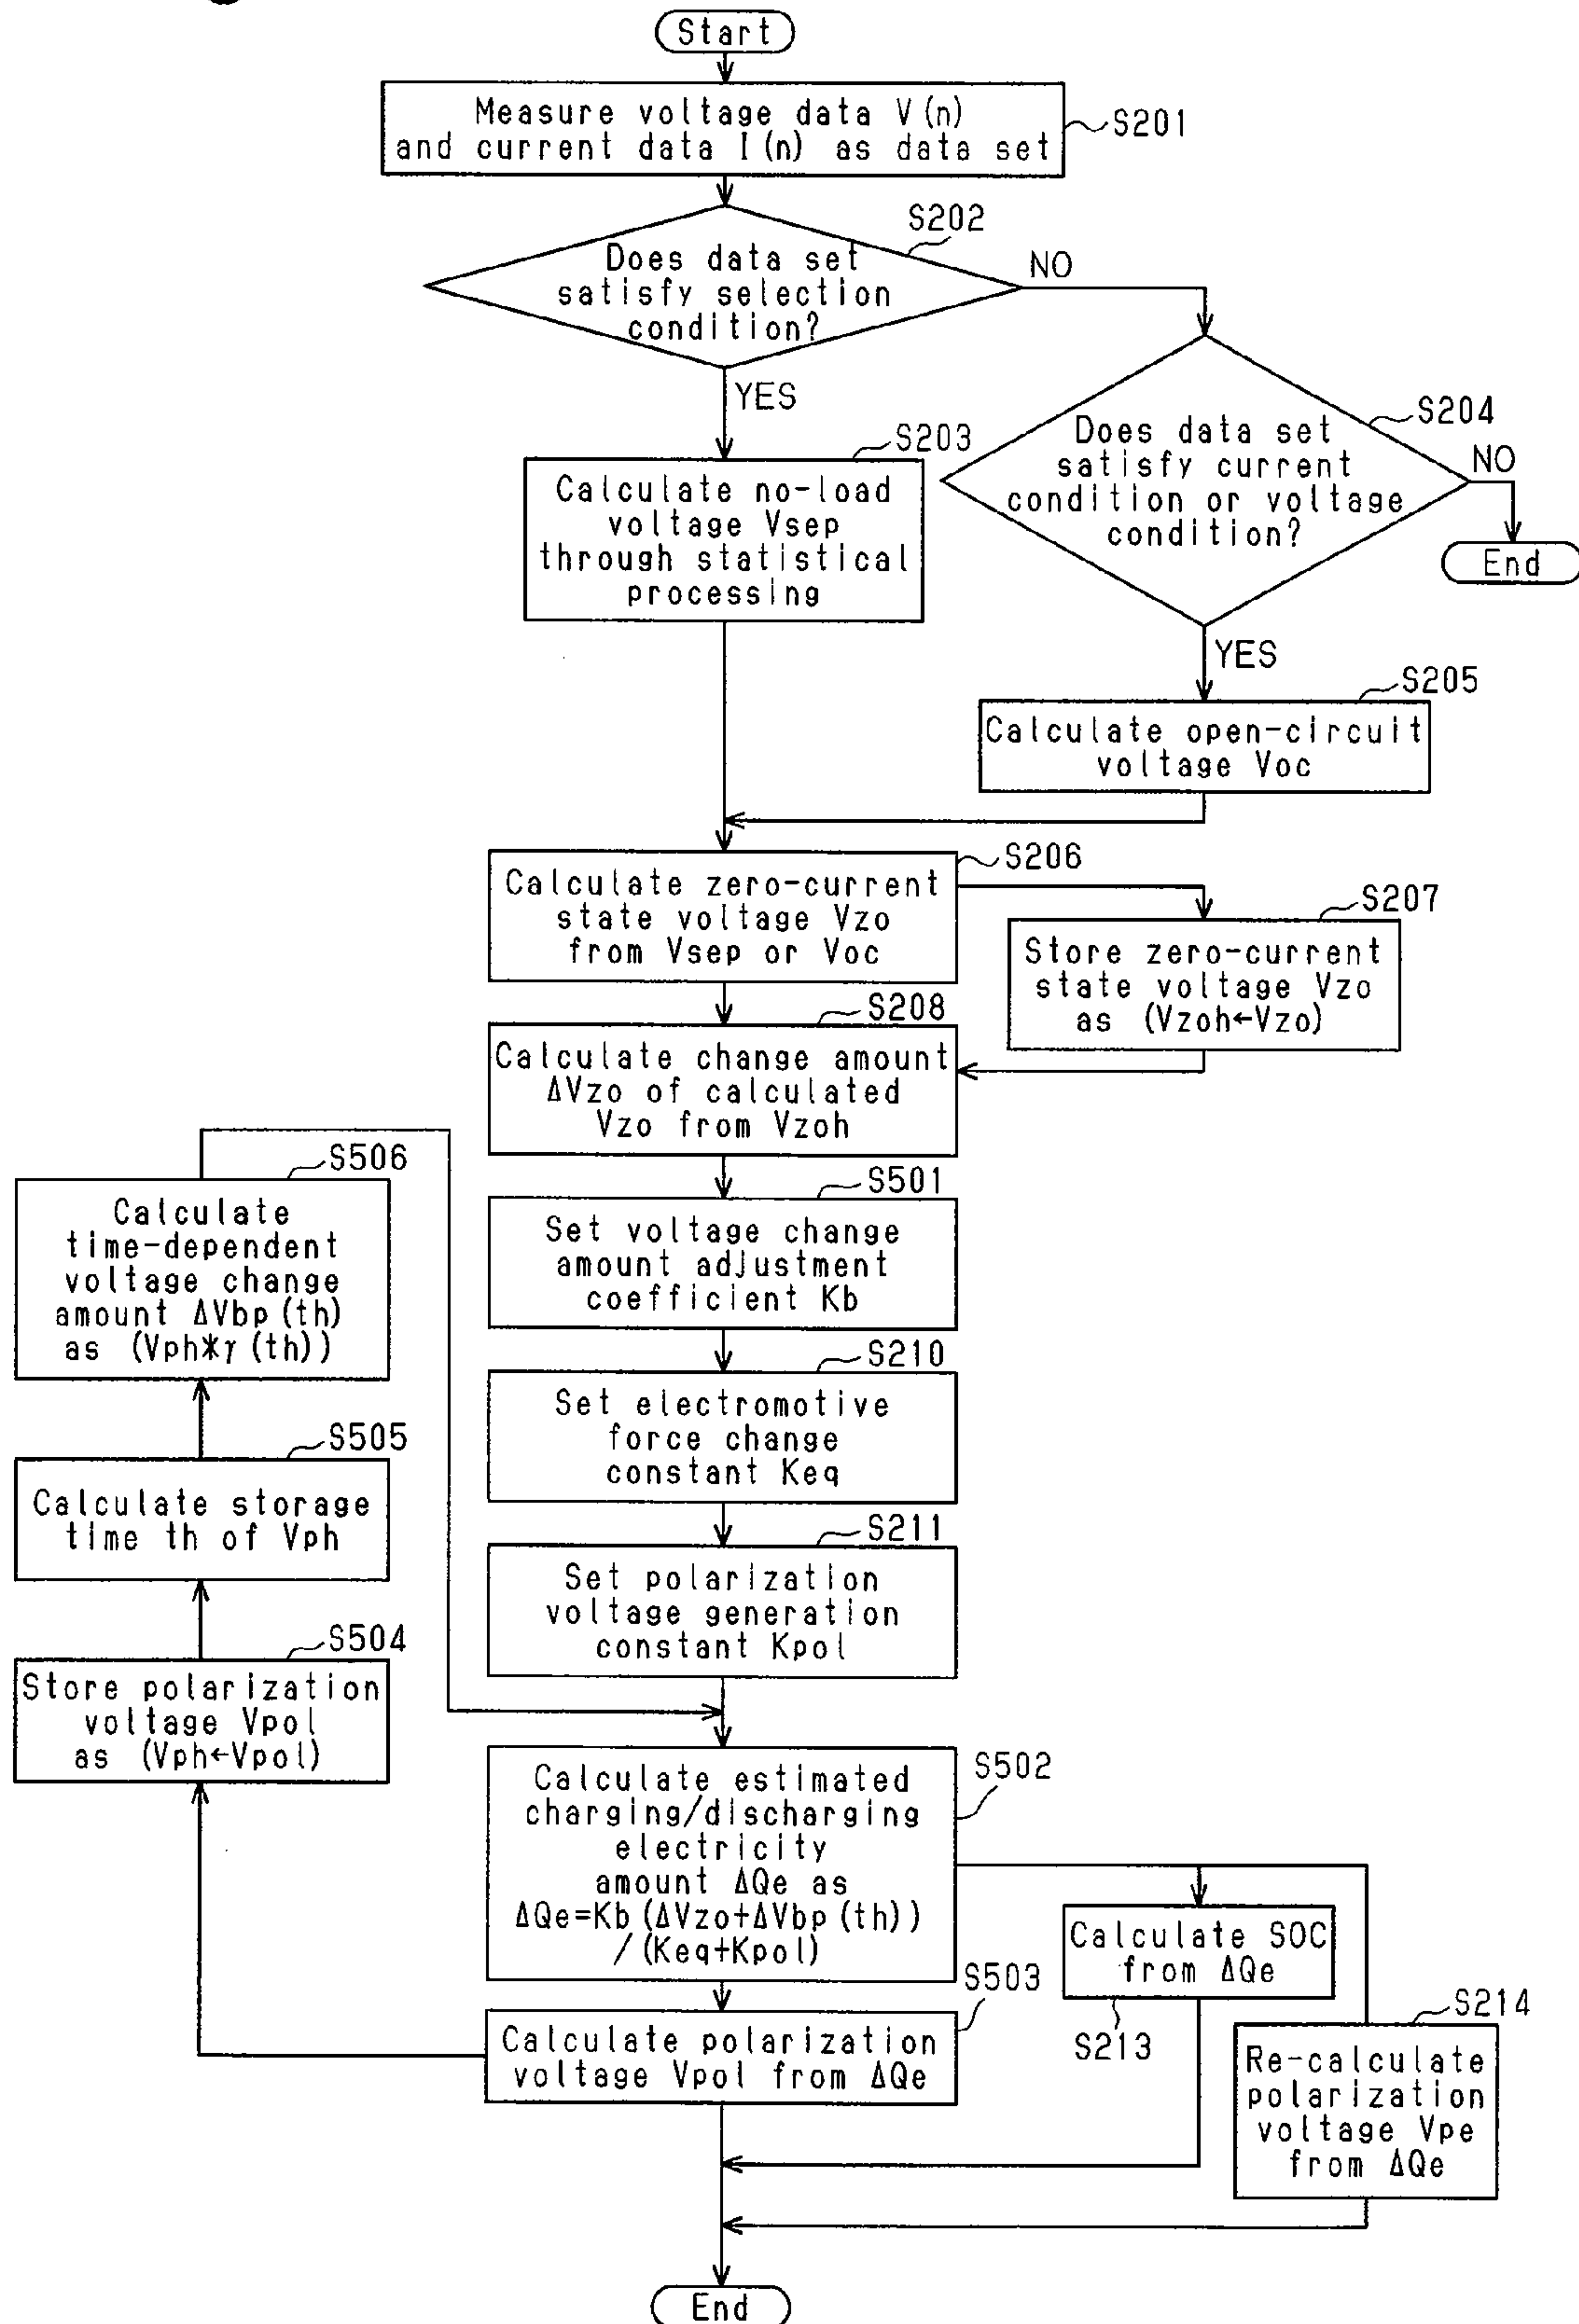 Start
Measure voltage data V(n)
and current data I(n) as data set
S201
S202
Does data set
satisfy selection
condition?
NO
YES
S203
Calculate no-load
voltage Vsep
through statistical
processing
S204
Does data set
satisfy current
condition or voltage
condition?
NO
End
YES
S205
Calculate open-circuit
voltage Voc
S206
Calculate zero-current
state voltage Vzo
from Vsep or Voc
S207
Store zero-current
state voltage Vzo
as (Vzoh←Vzo)
S208
Calculate change amount
ΔVzo of calculated
Vzo from Vzoh
S501
Set voltage change
amount adjustment
coefficient Kb
S210
Set electromotive
force change
constant Keq
S211
Set polarization
voltage generation
constant Kpol
S506
Calculate
time-dependent
voltage change
amount ΔVbp(th)
as (Vph*γ(th))
S505
Calculate storage
time th of Vph
S504
Store polarization
voltage Vpol
as (Vph←Vpol)
S502
Calculate estimated
charging/discharging
electricity
amount ΔQe as
ΔQe=Kb(ΔVzo+ΔVbp(th))
/(Keq+Kpol)
S503
Calculate polarization
voltage Vpol from ΔQe
Calculate SOC
from ΔQe
S213
S214
Re-calculate
polarization
voltage Vpe
from ΔQe
End